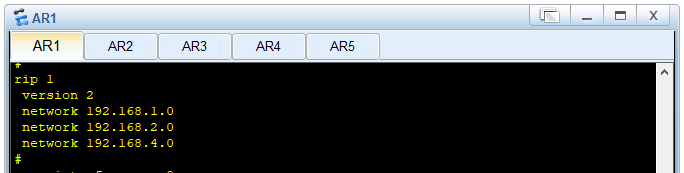 AR1
AR1 AR2 AR3 AR4 AR5
#
rip 1
version 2
network 192.168.1.0
network 192.168.2.0
network 192.168.4.0
#